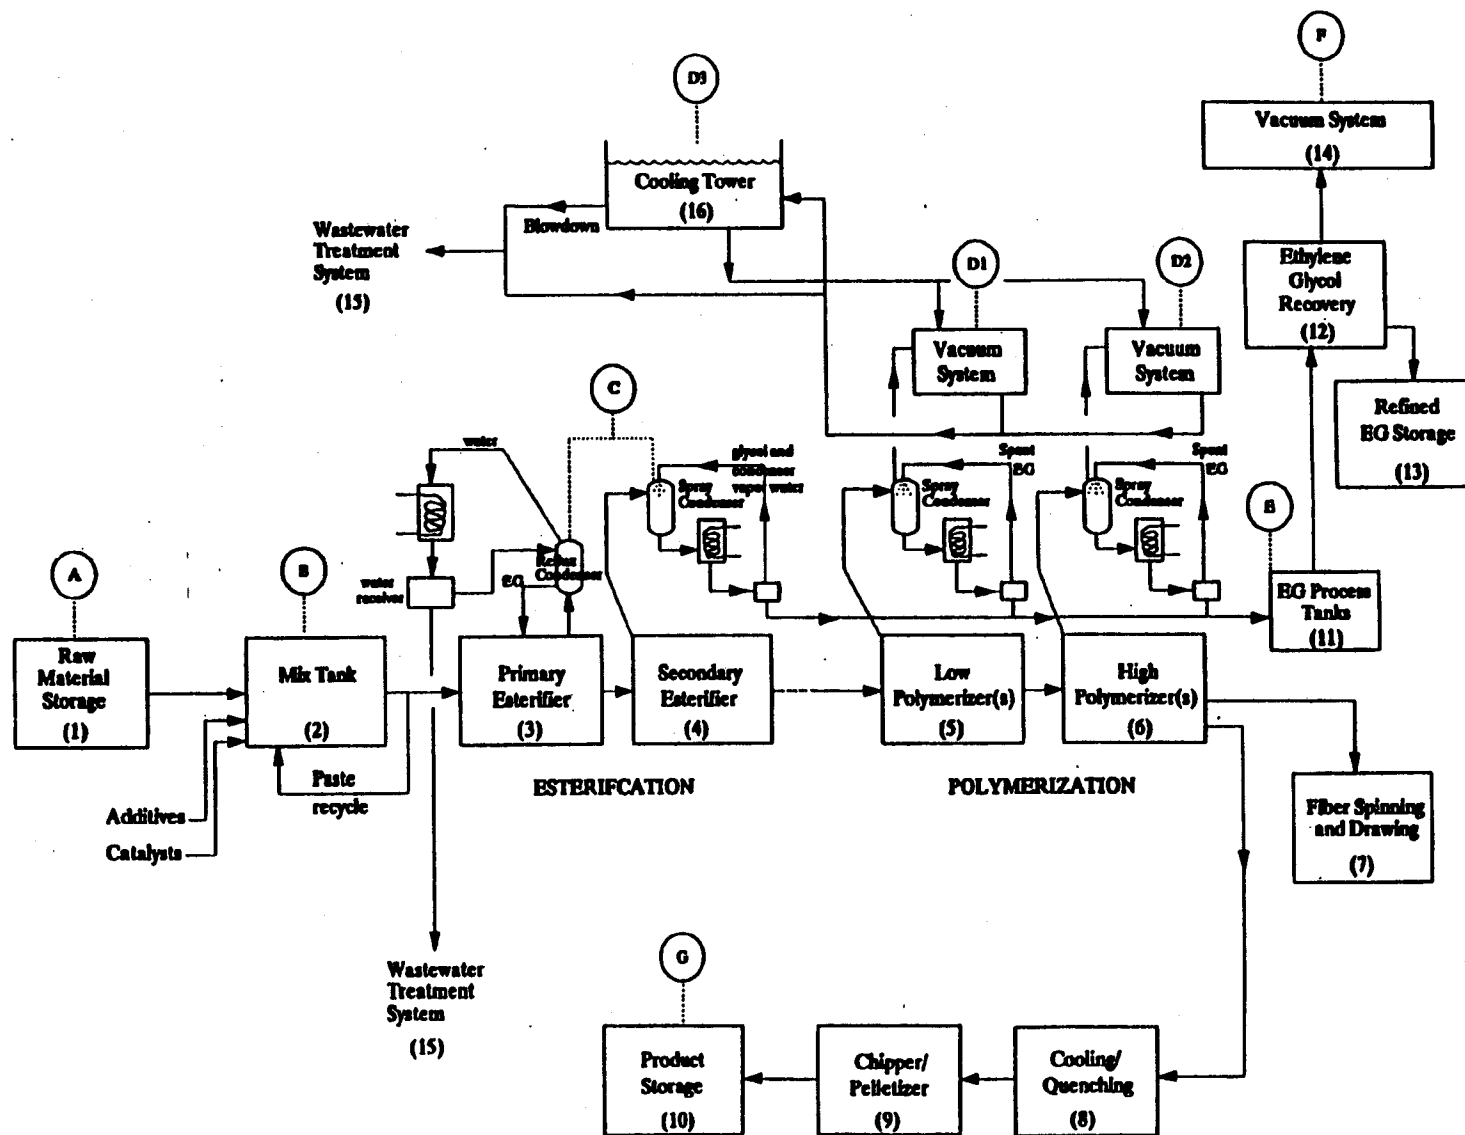 F
D3
Vacuum System
(14)
Cooling Tower
(16)
Blowdown
Wastewater
Treatment
System
(15)
D1
D2
Ethylene
Glycol
Recovery
(12)
Vacuum
System
Vacuum
System
C
Refined
EG Storage
(13)
water
glycol and
condenser
vapor water
Spent
EG
Spent
EG
Spray
Condenser
Spray
Condenser
Spray
Condenser
E
A
B
water
receiver
EG
Reflux
Condenser
EG Process
Tanks
(11)
Raw
Material
Storage
(1)
Mix Tank
(2)
Primary
Esterifier
(3)
Secondary
Esterifier
(4)
Low
Polymerizer(s)
(5)
High
Polymerizer(s)
(6)
Paste
recycle
ESTERIFCATION
POLYMERIZATION
Additives
Catalysts
Fiber Spinning
and Drawing
(7)
Wastewater
Treatment
System
(15)
G
Product
Storage
(10)
Chipper/
Pelletizer
(9)
Cooling/
Quenching
(8)